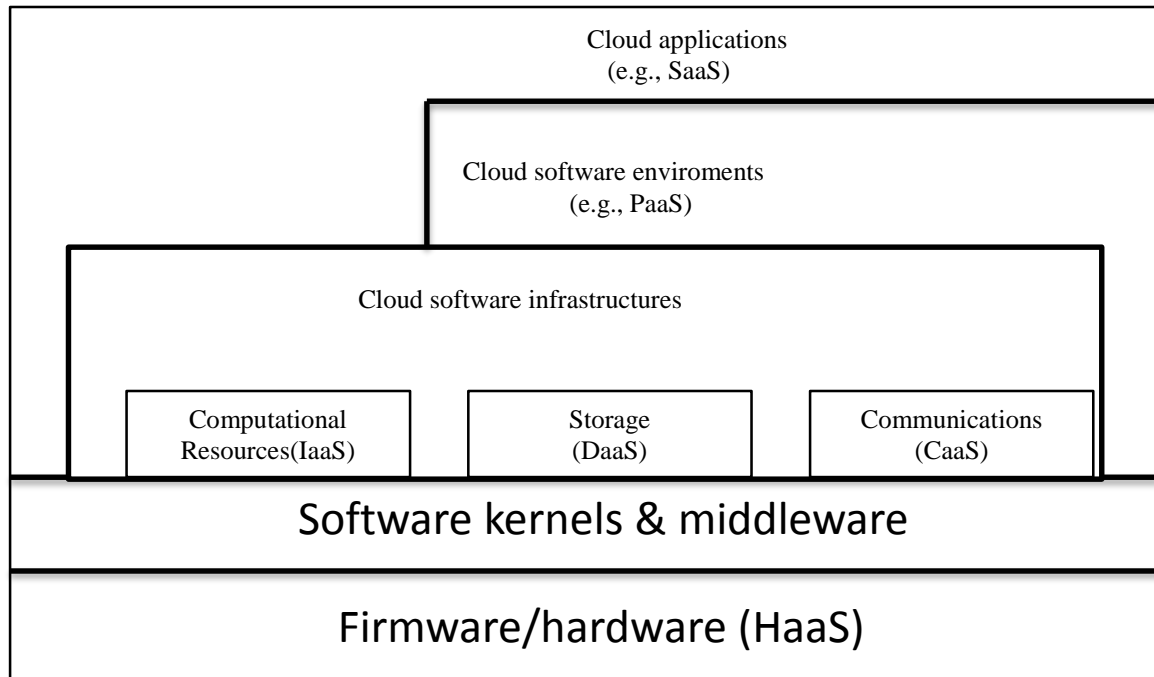 Cloud applications
(e.g., SaaS)
Cloud software enviroments
(e.g., PaaS)
Cloud software infrastructures
Computational
Resources(IaaS)
Storage
(DaaS)
Communications
(CaaS)
Software kernels & middleware
Firmware/hardware (HaaS)